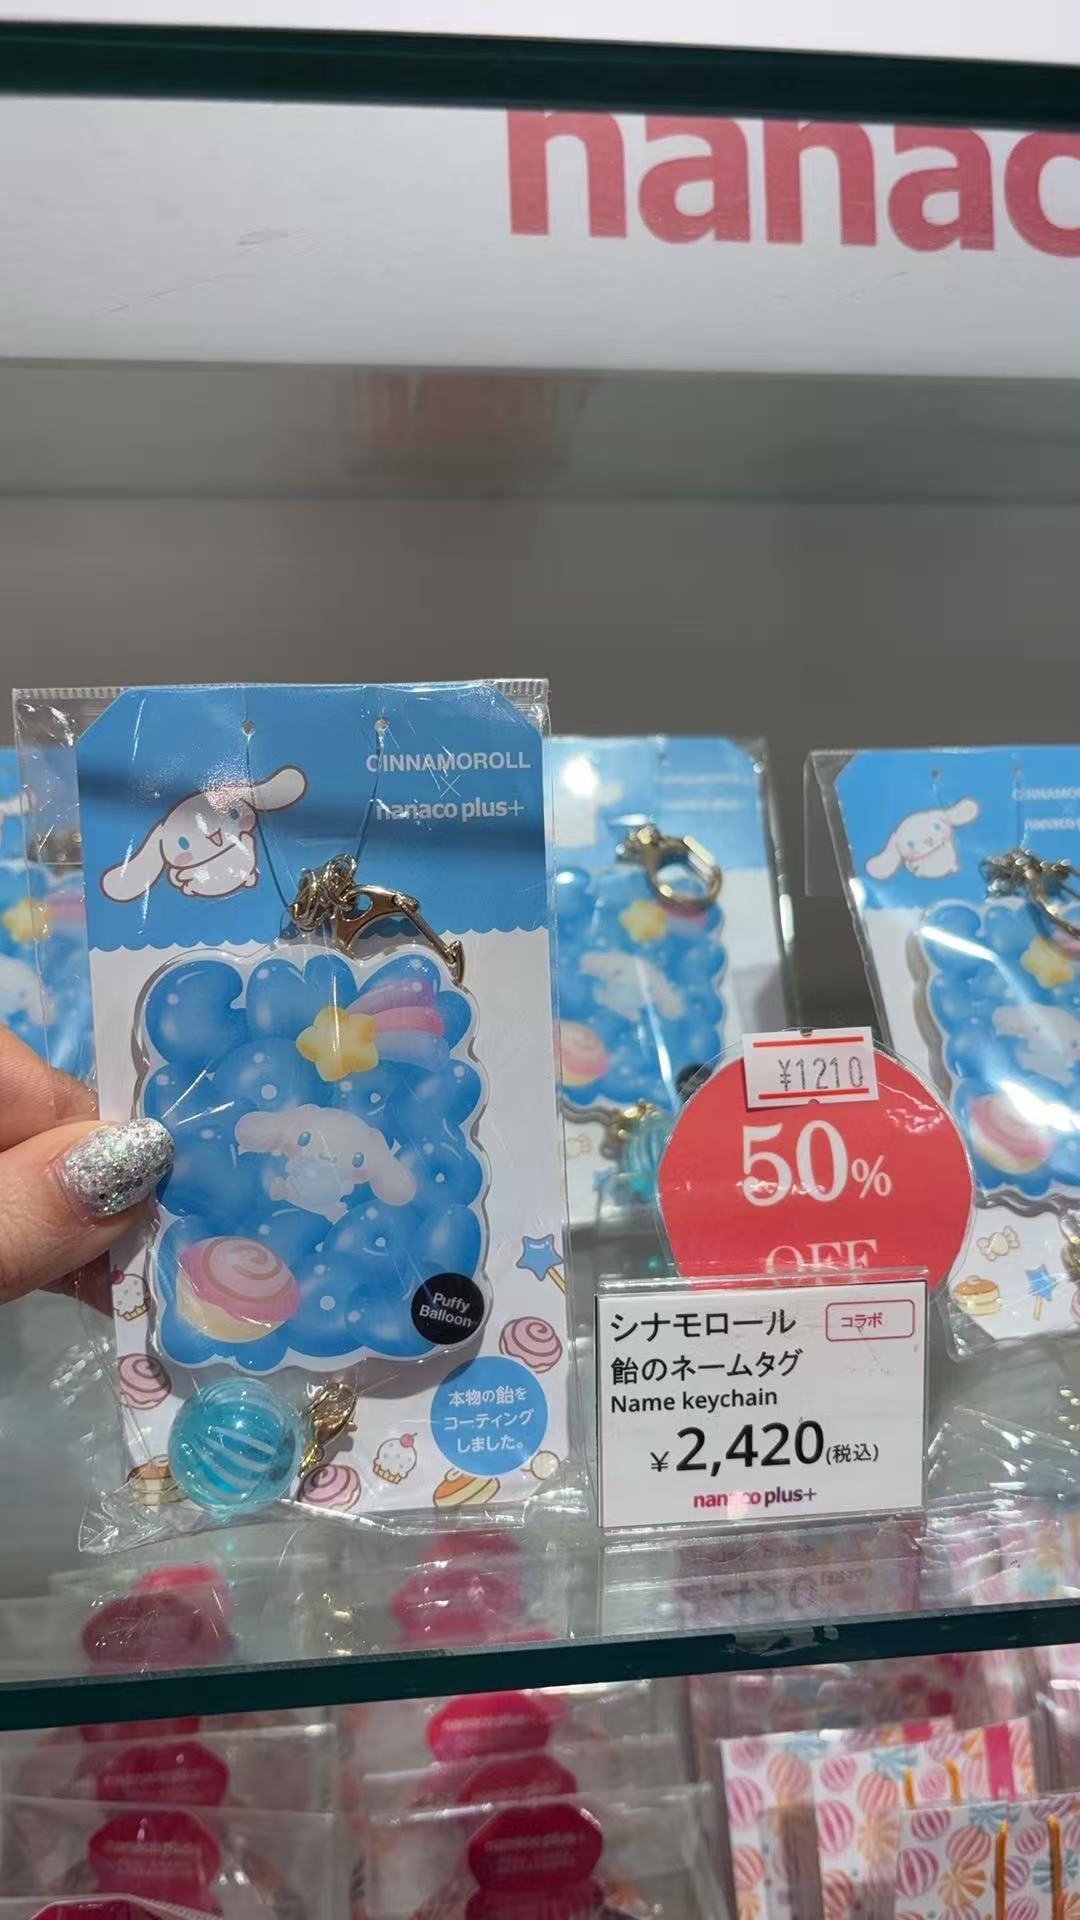 nanac
CINNAMOROLL
×
nanaco plus+
Puffy
Balloon
本物の飴を
コーティング
しました。
¥1210
50%
OFF
シナモロール
コラボ
飴のネームタグ
Name keychain
¥2,420(税込)
nanaco plus+